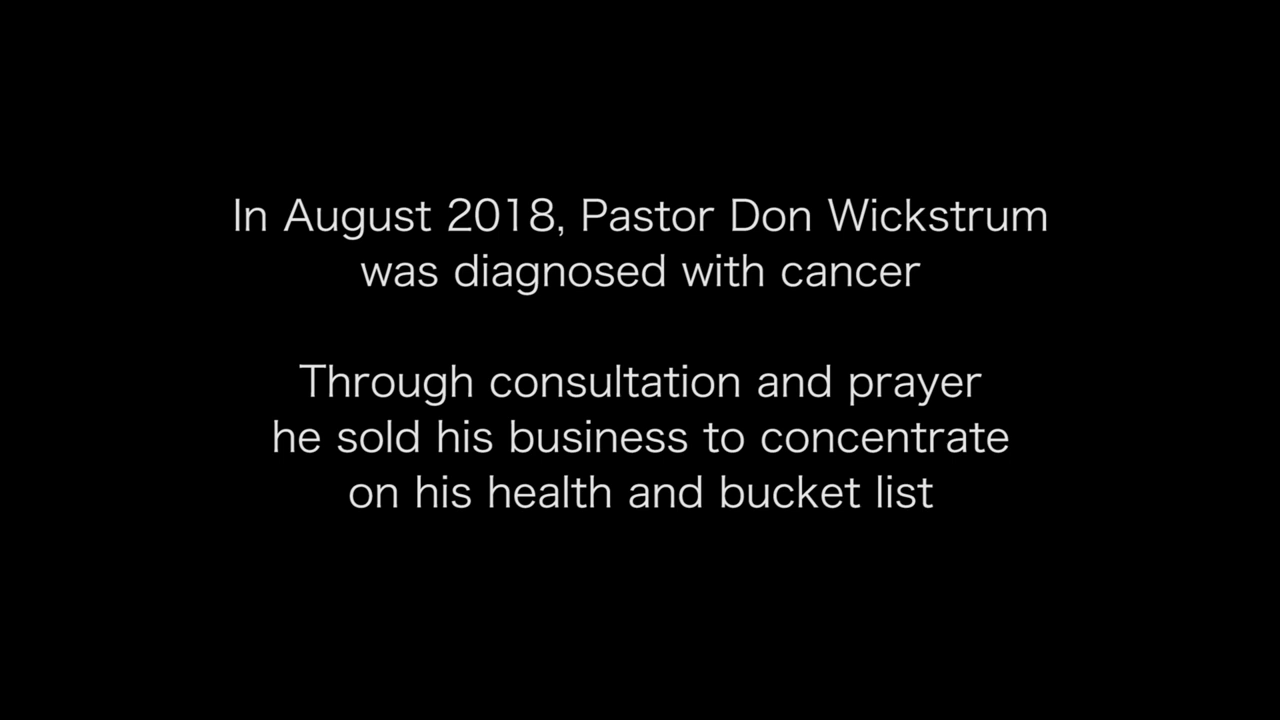 In August 2018, Pastor Don Wickstrum
was diagnosed with cancer
Through consultation and prayer
he sold his business to concentrate
on his health and bucket list